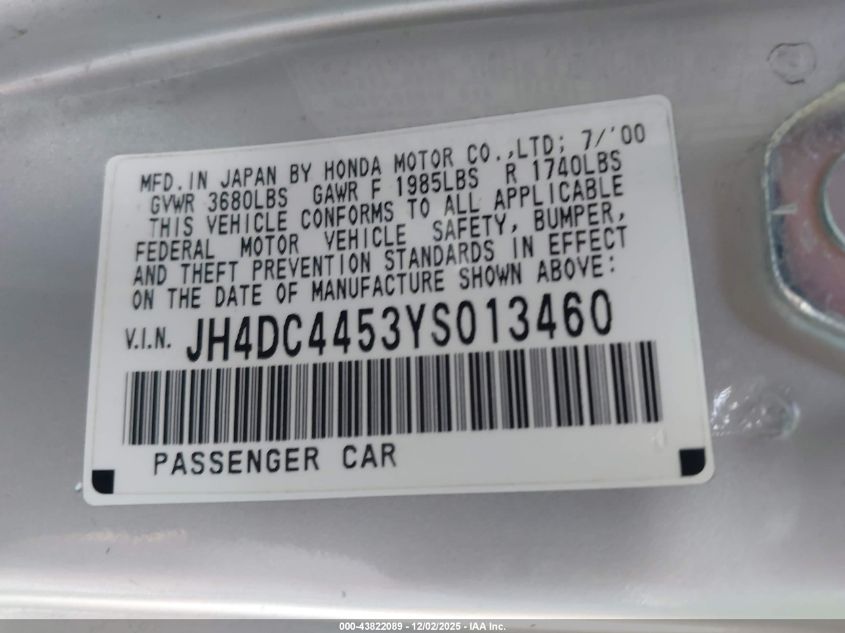 MFD. IN JAPAN BY HONDA MOTOR CO.,LTD; 7/'00
GVWR 3680LBS GAWR F 1985LBS R 1740LBS
THIS VEHICLE CONFORMS TO ALL APPLICABLE
FEDERAL MOTOR VEHICLE SAFETY, BUMPER,
AND THEFT PREVENTION STANDARDS IN EFFECT
ON THE DATE OF MANUFACTURE SHOWN ABOVE:
V.I.N. JH4DC4453YS013460
PASSENGER CAR
000-43822089 - 12/02/2025 - IAA Inc.